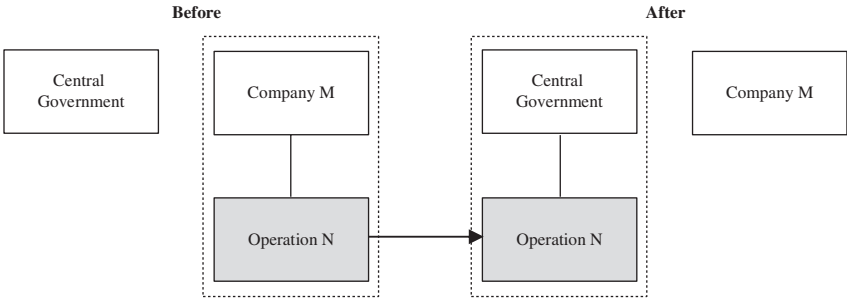 Before
After
Central
Government
Company M
Central
Government
Company M
Operation N
Operation N